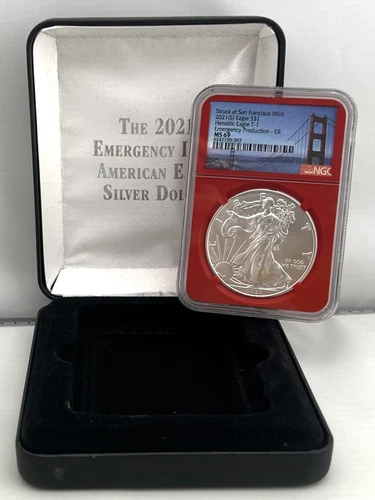 THE 2021
EMERGENCY I
AMERICAN E
SILVER DOL
Struck at San Francisco Mint
2021(S) Eagle S$1
Heraldic Eagle T-1
Emergency Production - ER
MS 69
NGC
IN GOD
WE TRUST